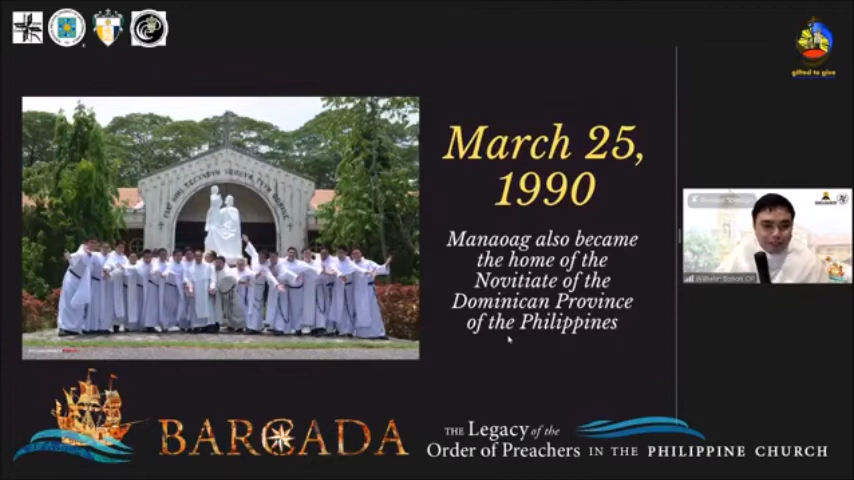 gifted to give
March 25,
1990
Manaoag also became
the home of the
Novitiate of the
Dominican Province
of the Philippines
BARCADA
THE Legacy of the
Order of Preachers IN THE PHILIPPINE CHURCH